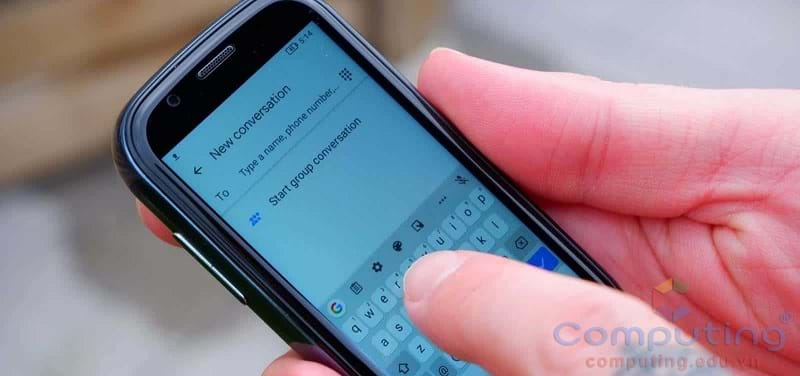 5:14
New conversation
To Type a name, phone number,...
Start group conversation
G
q w e r u i o p
a s k l
@
Computing®
computing.edu.vn